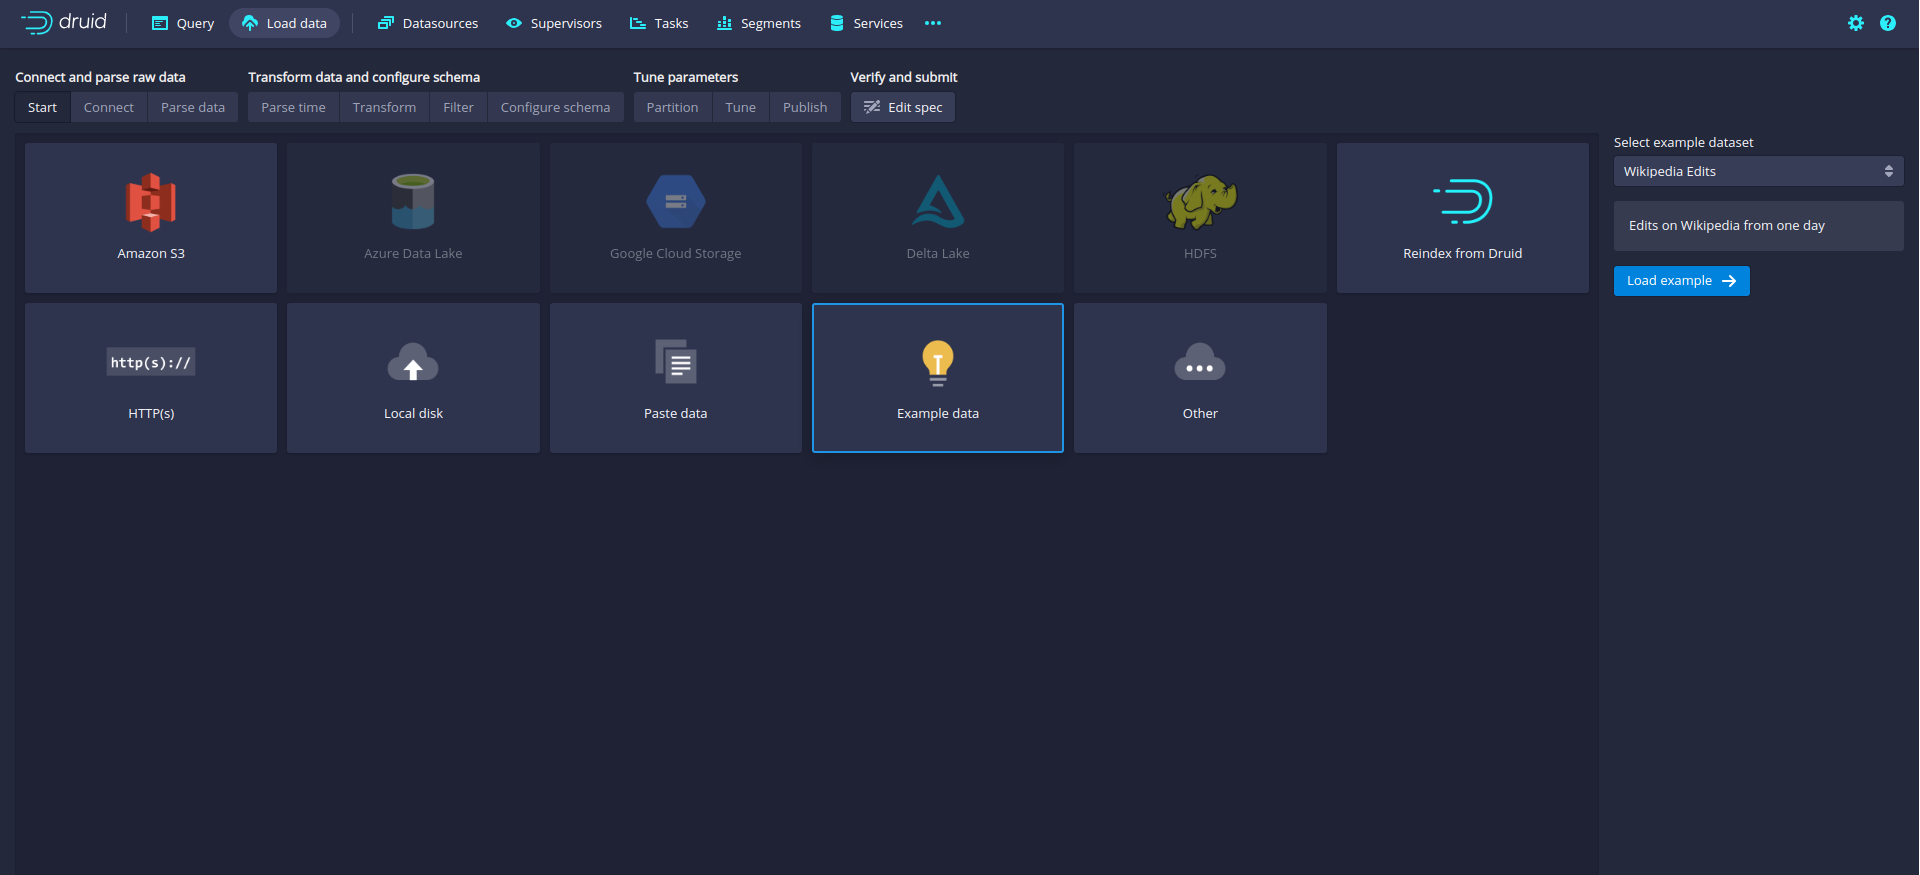 druid Query Load data Datasources Supervisors Tasks Segments Services
Connect and parse raw data Transform data and configure schema Tune parameters Verify and submit
Start Connect Parse data Parse time Transform Filter Configure schema Partition Tune Publish Edit spec
Select example dataset
Wikipedia Edits
Edits on Wikipedia from one day
Load example
Amazon S3 Azure Data Lake Google Cloud Storage Delta Lake HDFS Reindex from Druid
http(s)://
HTTP(s) Local disk Paste data Example data Other